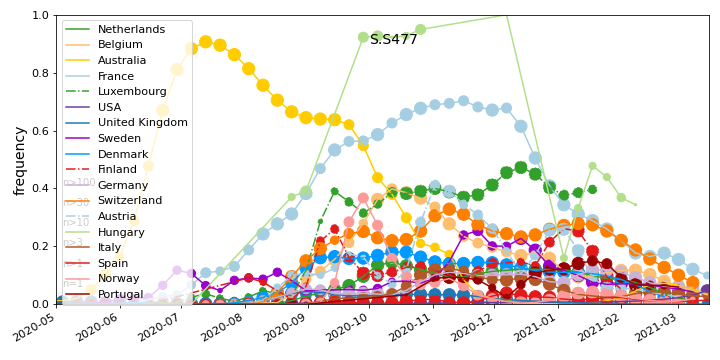 S.S477
frequency
1.0
0.8
0.6
0.4
0.2
0.0
Netherlands
Belgium
Australia
France
Luxembourg
USA
United Kingdom
Sweden
Denmark
Finland
Germany
Switzerland
Austria
Hungary
Italy
Spain
Norway
Portugal
n>100
n>30
n>10
n>3
n>1
n=1
2020-05
2020-06
2020-07
2020-08
2020-09
2020-10
2020-11
2020-12
2021-01
2021-02
2021-03